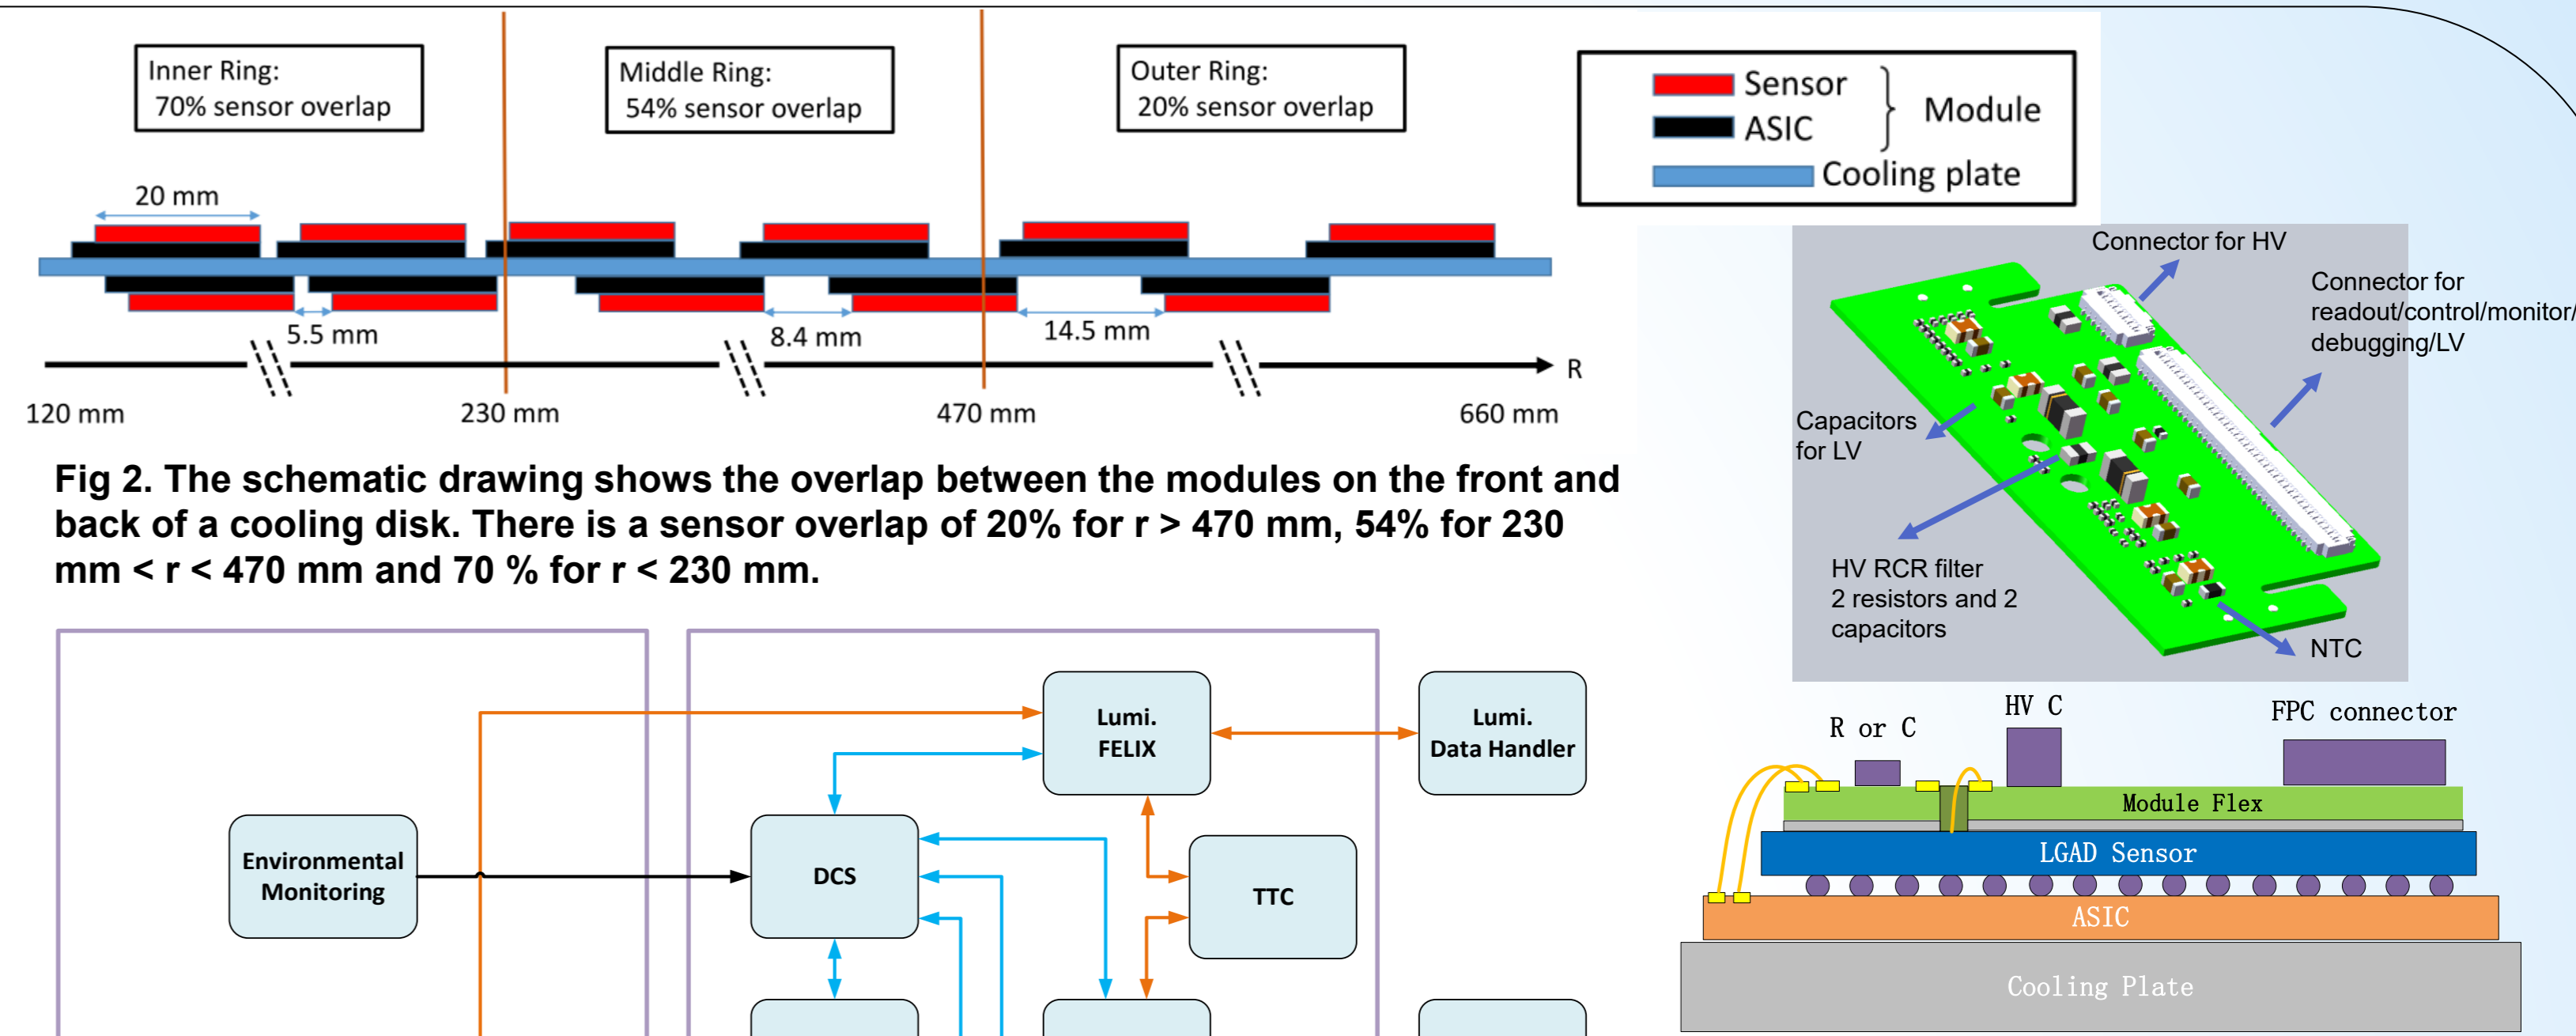 Inner Ring:
70% sensor overlap
Middle Ring:
54% sensor overlap
Outer Ring:
20% sensor overlap
Sensor
ASIC
Module
Cooling plate
20 mm
5.5 mm
8.4 mm
14.5 mm
R
120 mm
230 mm
470 mm
660 mm
Fig 2. The schematic drawing shows the overlap between the modules on the front and
back of a cooling disk. There is a sensor overlap of 20% for r > 470 mm, 54% for 230
mm < r < 470 mm and 70 % for r < 230 mm.
Connector for HV
Connector for
readout/control/monitor/
debugging/LV
Capacitors
for LV
HV RCR filter
2 resistors and 2
capacitors
NTC
Lumi.
FELIX
Lumi.
Data Handler
Environmental
Monitoring
DCS
TTC
R or C
HV C
FPC connector
Module Flex
LGAD Sensor
ASIC
Cooling Plate